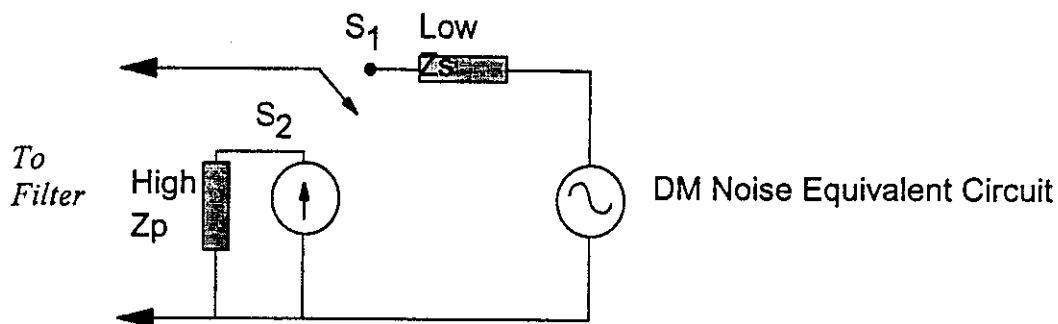 S1 Low
Zs
S2
To
Filter
High
Zp
DM Noise Equivalent Circuit